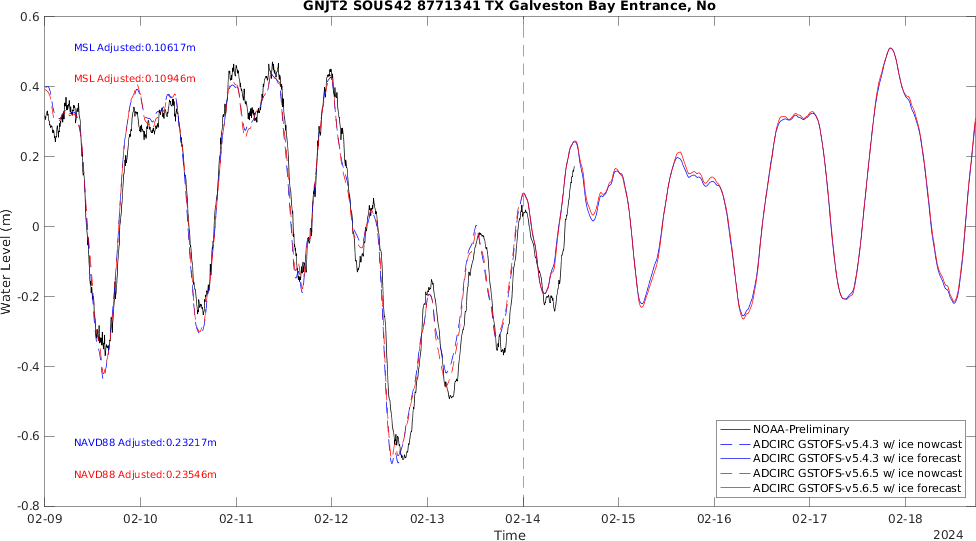 GNJT2 SOUS42 8771341 TX Galveston Bay Entrance, No
0.6
0.4
0.2
0
-0.2
-0.4
-0.6
-0.8
Water Level (m)
MSL Adjusted:0.10617m
MSL Adjusted:0.10946m
NAVD88 Adjusted:0.23217m
NAVD88 Adjusted:0.23546m
NOAA-Preliminary
ADCIRC GSTOFS-v5.4.3 w/ ice nowcast
ADCIRC GSTOFS-v5.4.3 w/ ice forecast
ADCIRC GSTOFS-v5.6.5 w/ ice nowcast
ADCIRC GSTOFS-v5.6.5 w/ ice forecast
02-09 02-10 02-11 02-12 02-13 02-14 02-15 02-16 02-17 02-18
Time
2024